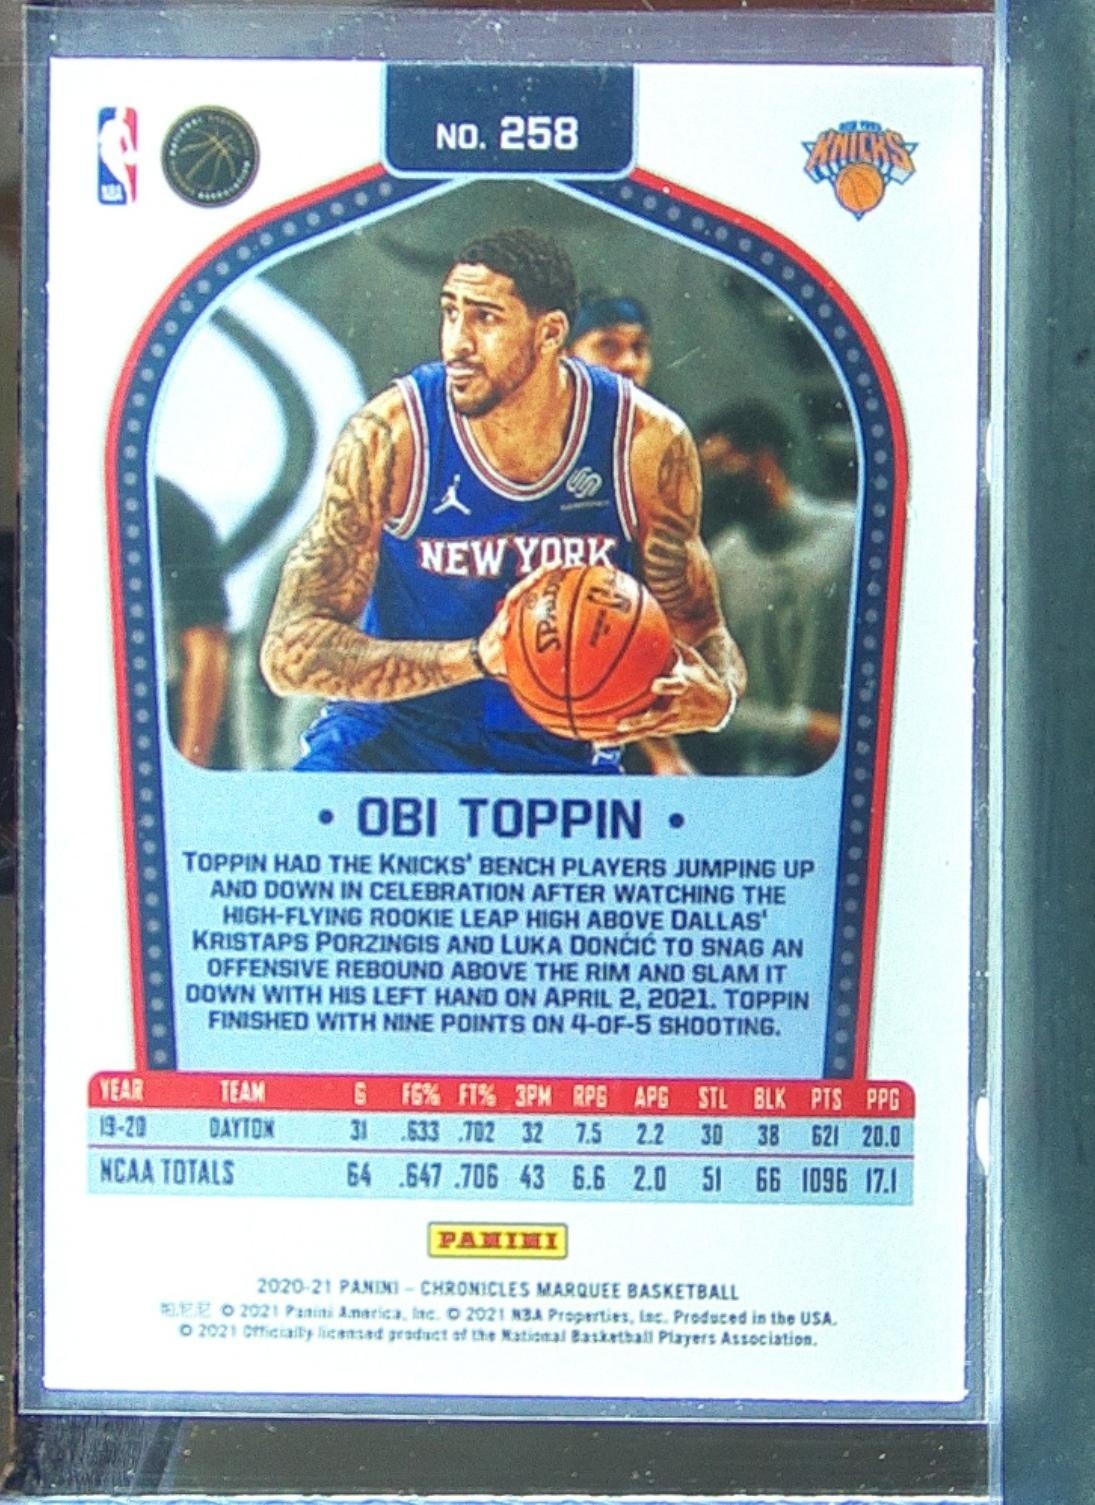 NO. 258
NBA
KNICKS
NEW YORK
SPALDING
• OBI TOPPIN •
TOPPIN HAD THE KNICKS' BENCH PLAYERS JUMPING UP
AND DOWN IN CELEBRATION AFTER WATCHING THE
HIGH-FLYING ROOKIE LEAP HIGH ABOVE DALLAS'
KRISTAPS PORZINGIS AND LUKA DONČIĆ TO SNAG AN
OFFENSIVE REBOUND ABOVE THE RIM AND SLAM IT
DOWN WITH HIS LEFT HAND ON APRIL 2, 2021. TOPPIN
FINISHED WITH NINE POINTS ON 4-OF-5 SHOOTING.
YEAR TEAM G FG% FT% 3PM RPG APG STL BLK PTS PPG
19-20 DAYTON 31 .633 .702 32 7.5 2.2 30 38 621 20.0
NCAA TOTALS 64 .647 .706 43 6.6 2.0 51 66 1096 17.1
PANINI
2020-21 PANINI – CHRONICLES MARQUEE BASKETBALL
帕尼尼 © 2021 Panini America, Inc. © 2021 NBA Properties, Inc. Produced in the USA.
© 2021 Officially licensed product of the National Basketball Players Association.